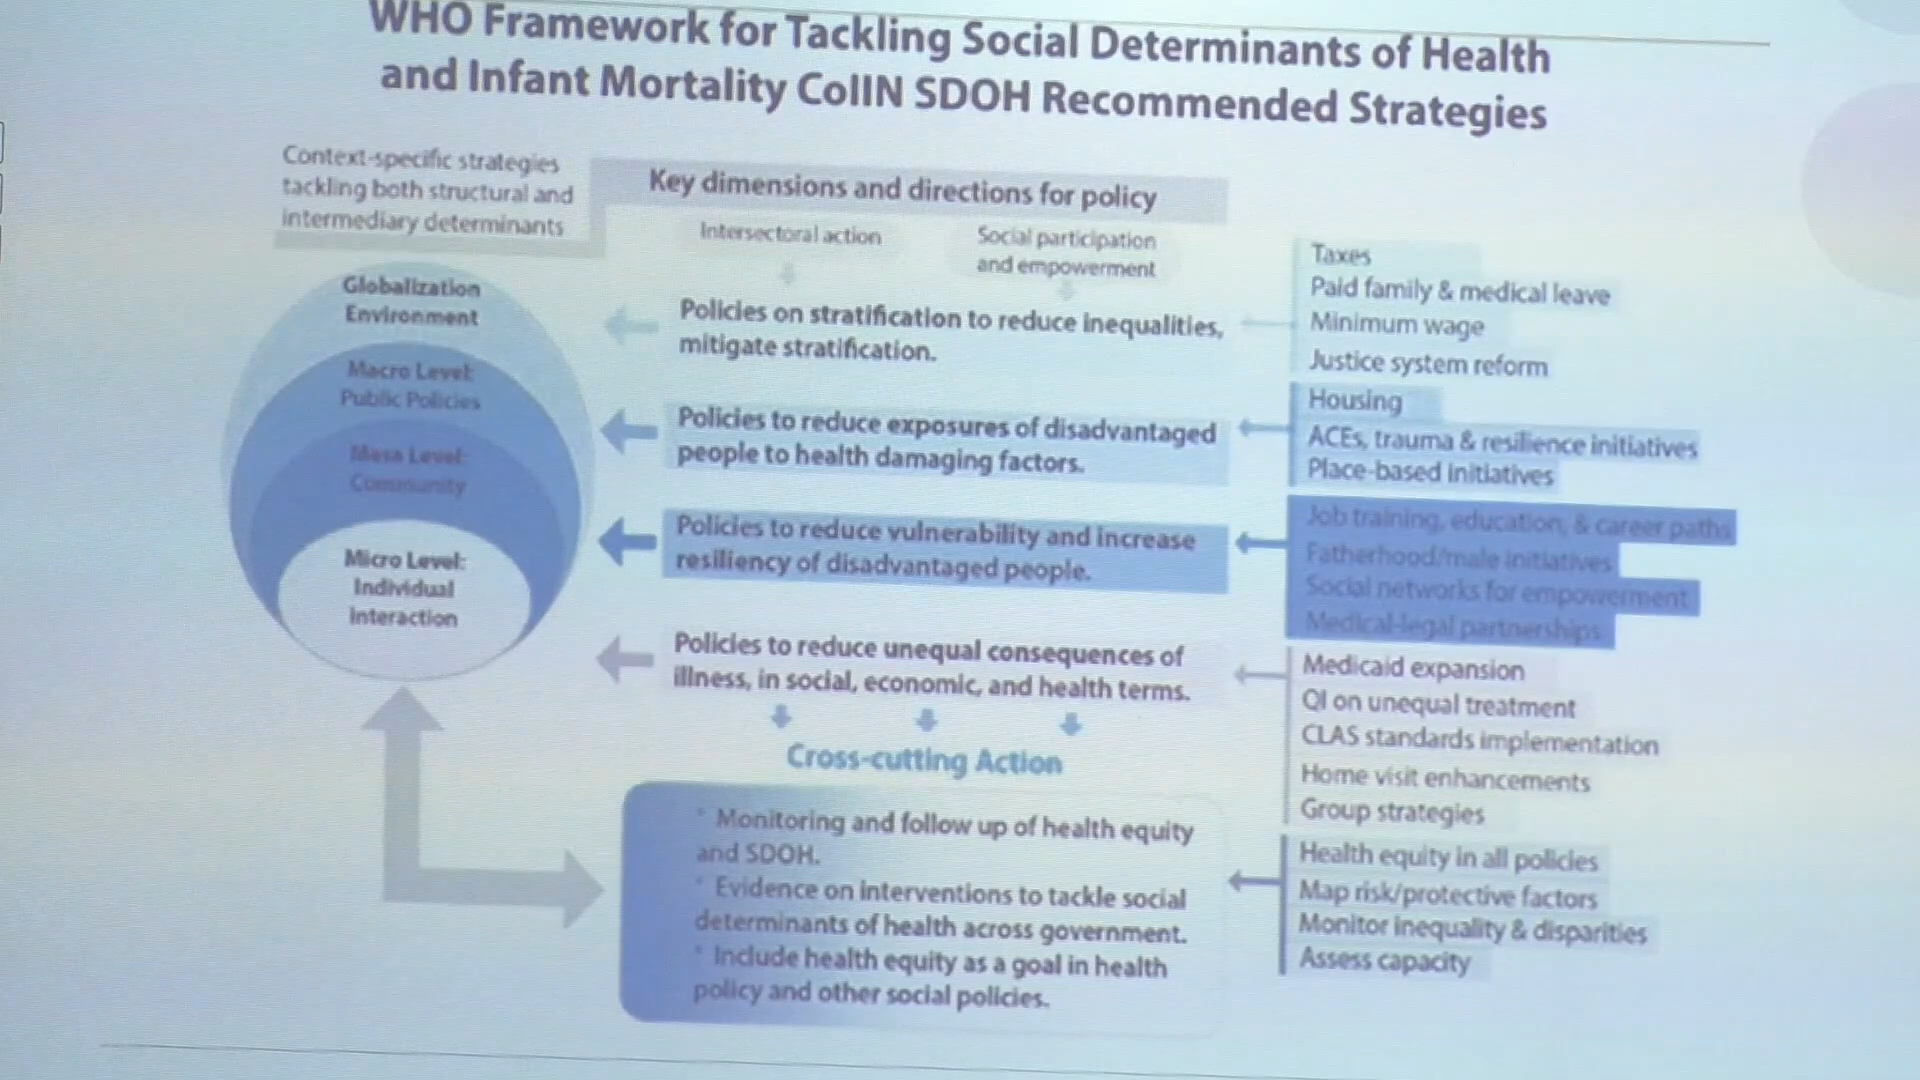 WHO Framework for Tackling Social Determinants of Health
and Infant Mortality CoIIN SDOH Recommended Strategies
Context-specific strategies
tackling both structural and
intermediary determinants
Key dimensions and directions for policy
Intersectoral action
Social participation
and empowerment
Globalization
Environment
Macro Level:
Public Policies
Mesa Level:
Community
Micro Level:
Individual
Interaction
Policies on stratification to reduce inequalities,
mitigate stratification.
Policies to reduce exposures of disadvantaged
people to health damaging factors.
Policies to reduce vulnerability and increase
resiliency of disadvantaged people.
Policies to reduce unequal consequences of
illness, in social, economic, and health terms.
Cross-cutting Action
* Monitoring and follow up of health equity
and SDOH.
* Evidence on interventions to tackle social
determinants of health across government.
* Include health equity as a goal in health
policy and other social policies.
Taxes
Paid family & medical leave
Minimum wage
Justice system reform
Housing
ACEs, trauma & resilience initiatives
Place-based initiatives
Job training, education, & career paths
Fatherhood/male initiatives
Social networks for empowerment
Medical-legal partnerships
Medicaid expansion
QI on unequal treatment
CLAS standards implementation
Home visit enhancements
Group strategies
Health equity in all policies
Map risk/protective factors
Monitor inequality & disparities
Assess capacity